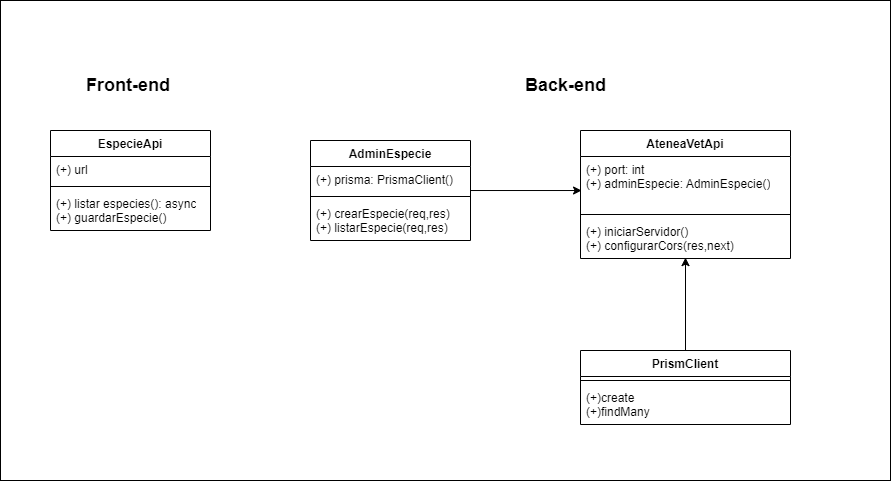 Front-end
EspecieApi
(+) url
(+) listar especies(): async
(+) guardarEspecie()
Back-end
AdminEspecie
(+) prisma: PrismaClient()
(+) crearEspecie(req,res)
(+) listarEspecie(req,res)
AteneaVetApi
(+) port: int
(+) adminEspecie: AdminEspecie()
(+) iniciarServidor()
(+) configurarCors(res,next)
PrismClient
(+)create
(+)findMany